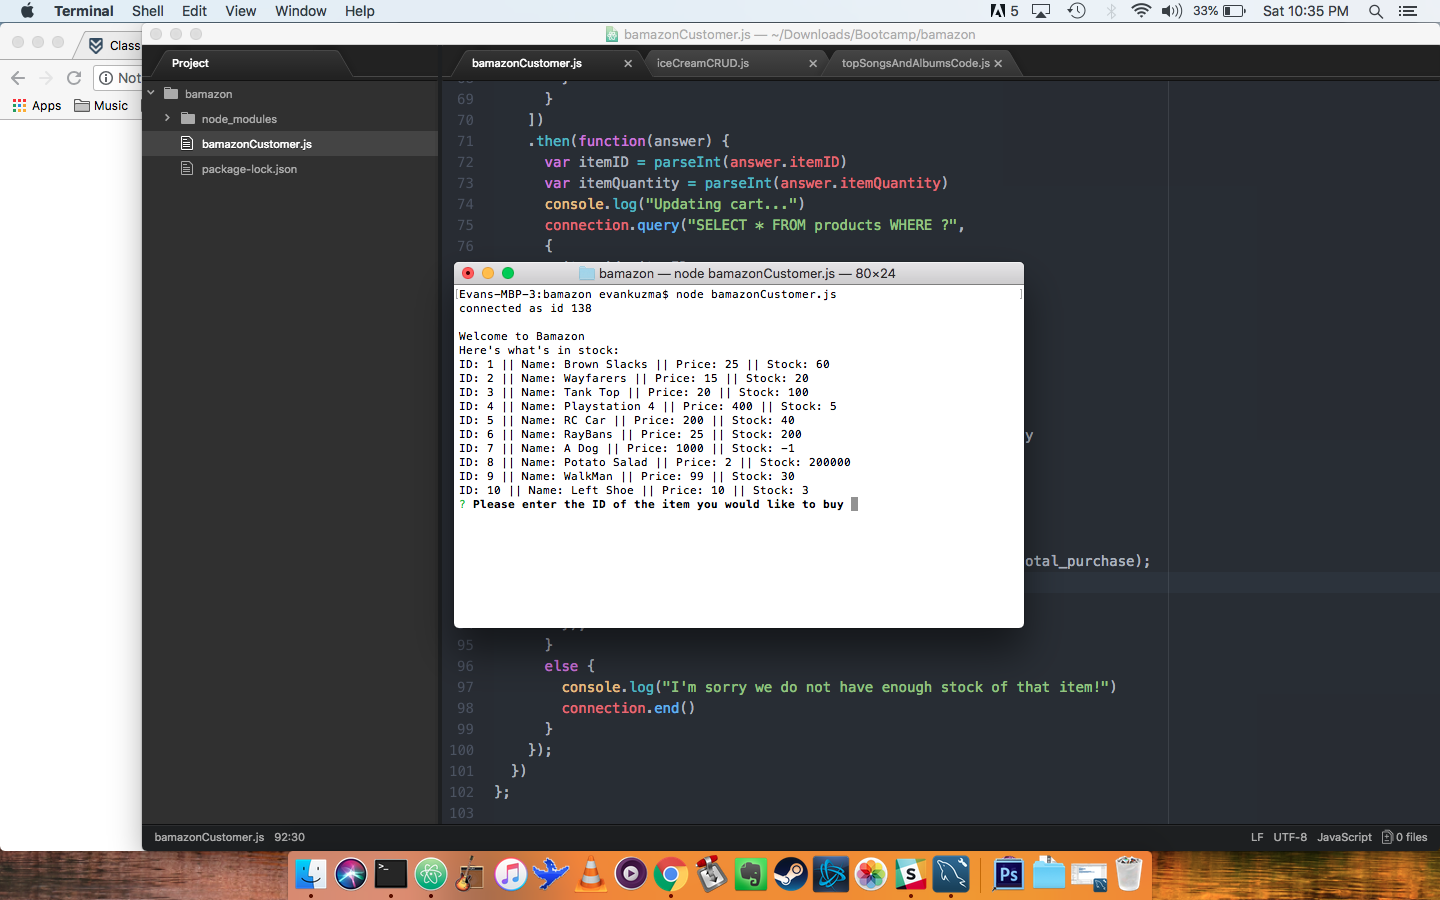 Terminal Shell Edit View Window Help 5 33% Sat 10:35 PM
Class
Not
Apps Music
bamazonCustomer.js — ~/Downloads/Bootcamp/bamazon
Project
bamazonCustomer.js iceCreamCRUD.js topSongsAndAlbumsCode.js
bamazon
node_modules
bamazonCustomer.js
package-lock.json
69 }
70 ])
71 .then(function(answer) {
72 var itemID = parseInt(answer.itemID)
73 var itemQuantity = parseInt(answer.itemQuantity)
74 console.log("Updating cart...")
75 connection.query("SELECT * FROM products WHERE ?",
76 {
bamazon — node bamazonCustomer.js — 80×24
[Evans-MBP-3:bamazon evankuzma$ node bamazonCustomer.js ]
connected as id 138
Welcome to Bamazon
Here's what's in stock:
ID: 1 || Name: Brown Slacks || Price: 25 || Stock: 60
ID: 2 || Name: Wayfarers || Price: 15 || Stock: 20
ID: 3 || Name: Tank Top || Price: 20 || Stock: 100
ID: 4 || Name: Playstation 4 || Price: 400 || Stock: 5
ID: 5 || Name: RC Car || Price: 200 || Stock: 40
ID: 6 || Name: RayBans || Price: 25 || Stock: 200
ID: 7 || Name: A Dog || Price: 1000 || Stock: -1
ID: 8 || Name: Potato Salad || Price: 2 || Stock: 200000
ID: 9 || Name: WalkMan || Price: 99 || Stock: 30
ID: 10 || Name: Left Shoe || Price: 10 || Stock: 3
? Please enter the ID of the item you would like to buy
y
otal_purchase);
95 }
96 else {
97 console.log("I'm sorry we do not have enough stock of that item!")
98 connection.end()
99 }
100 });
101 })
102 };
103
bamazonCustomer.js 92:30 LF UTF-8 JavaScript 0 files
Ps